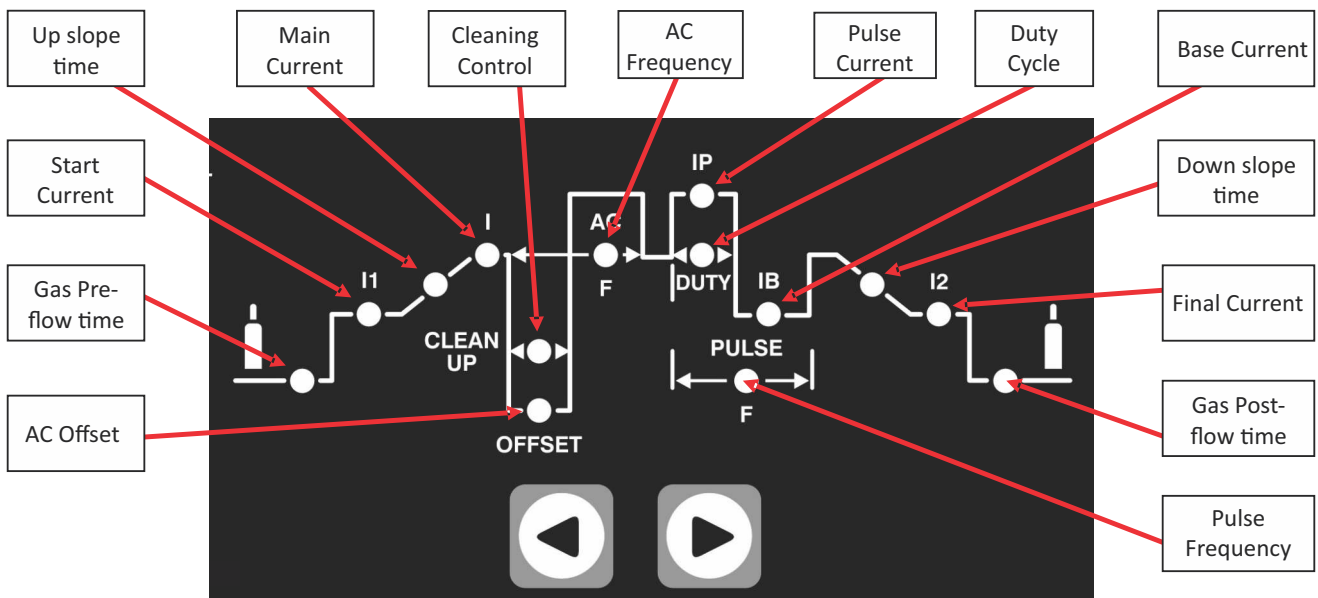 Up slope
time
Main
Current
Cleaning
Control
AC
Frequency
Pulse
Current
Duty
Cycle
Base Current
Start
Current
Down slope
time
Gas Pre-
flow time
Final Current
AC Offset
Gas Post-
flow time
Pulse
Frequency
IP
I
AC
I1
F
DUTY
IB
I2
CLEAN
UP
PULSE
F
OFFSET